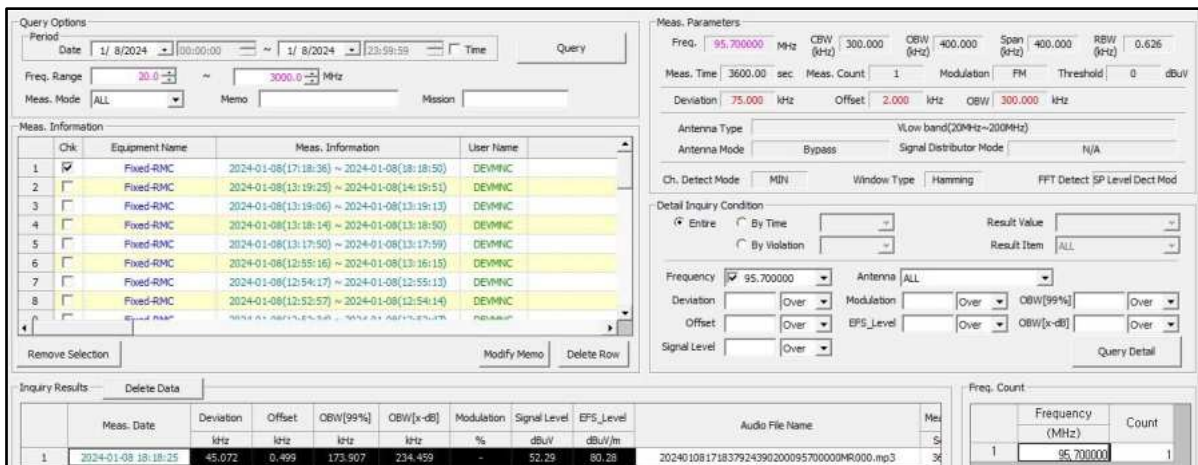 Query Options
Period
Date 1/ 8/2024 00:00:00 ~ 1/ 8/2024 23:59:59 Time Query
Freq. Range 20.0 ~ 3000.0 MHz
Meas. Mode ALL Memo Mission
Meas. Information
Chk Equipment Name Meas. Information User Name
1 Fixed-RMC 2024-01-08(17:18:36) ~ 2024-01-08(18:18:50) DEVMNC
2 Fixed-RMC 2024-01-08(13:19:25) ~ 2024-01-08(14:19:51) DEVMNC
3 Fixed-RMC 2024-01-08(13:19:06) ~ 2024-01-08(13:19:13) DEVMNC
4 Fixed-RMC 2024-01-08(13:18:14) ~ 2024-01-08(13:18:50) DEVMNC
5 Fixed-RMC 2024-01-08(13:17:50) ~ 2024-01-08(13:17:59) DEVMNC
6 Fixed-RMC 2024-01-08(12:55:16) ~ 2024-01-08(13:16:15) DEVMNC
7 Fixed-RMC 2024-01-08(12:54:17) ~ 2024-01-08(12:55:13) DEVMNC
8 Fixed-RMC 2024-01-08(12:52:57) ~ 2024-01-08(12:54:14) DEVMNC
Remove Selection Modify Memo Delete Row
Meas. Parameters
Freq. 95.700000 MHz CBW (kHz) 300.000 OBW (kHz) 400.000 Span (kHz) 400.000 RBW (kHz) 0.626
Meas. Time 3600.00 sec Meas. Count 1 Modulation FM Threshold 0 dBuV
Deviation 75.000 kHz Offset 2.000 kHz OBW 300.000 kHz
Antenna Type VLow band(20MHz~200MHz)
Antenna Mode Bypass Signal Distributor Mode N/A
Ch. Detect Mode MIN Window Type Hamming FFT Detect SP Level Dect Mod
Detail Inquiry Condition
Entire By Time Result Value
By Violation Result Item ALL
Frequency 95.700000 Antenna ALL
Deviation Over Modulation Over OBW[99%] Over
Offset Over EFS_Level Over OBW[x-dB] Over
Signal Level Over Query Detail
Inquiry Results Delete Data
Meas. Date Deviation Offset OBW[99%] OBW[x-dB] Modulation Signal Level EFS_Level Audio File Name
kHz kHz kHz kHz % dBuV dBuV/m
1 2024-01-08 18:18:25 45.072 0.499 173.907 234.459 - 52.29 80.28 20240108171837924390200095700000MR000.mp3
Freq. Count
Frequency Count
(MHz)
1 95.700000 1